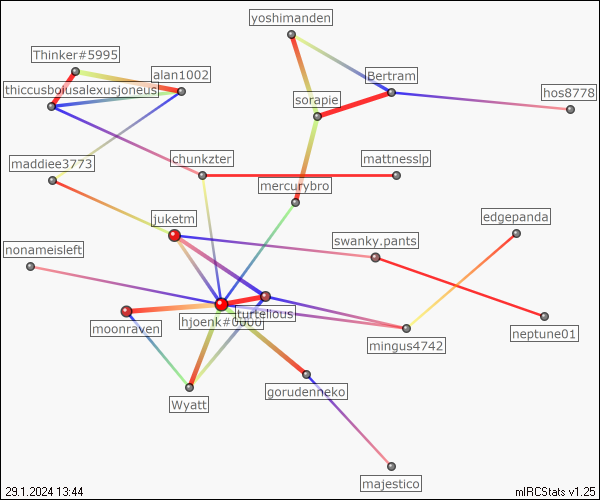 yoshimanden
Thinker#5995
alan1002
Bertram
thiccusboiusalexusjoneus
hos8778
sorapie
chunkzter
mattnesslp
maddiee3773
mercurybro
juketm
edgepanda
swanky.pants
nonameisleft
turtelious
hjoenk#0000
moonraven
neptune01
mingus4742
gorudenneko
Wyatt
majestico
29.1.2024 13:44
mIRCStats v1.25